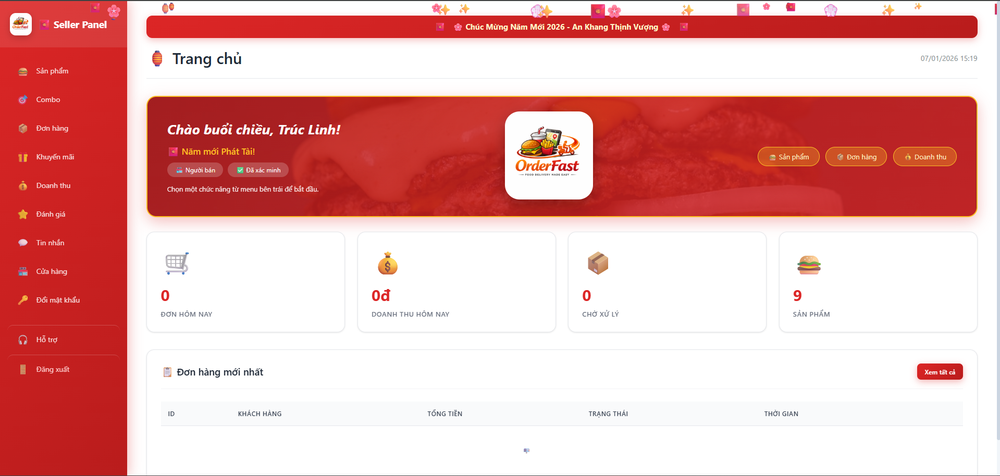 OrderFast
Seller Panel
Sản phẩm
Combo
Đơn hàng
Khuyến mãi
Doanh thu
Đánh giá
Tin nhắn
Cửa hàng
Đổi mật khẩu
Hỗ trợ
Đăng xuất
Chúc Mừng Năm Mới 2026 - An Khang Thịnh Vượng
Trang chủ
07/01/2026 15:19
Chào buổi chiều, Trúc Linh!
Năm mới Phát Tài!
Người bán
Đã xác minh
Chọn một chức năng từ menu bên trái để bắt đầu.
OrderFast
FOOD DELIVERY MADE EASY
Sản phẩm
Đơn hàng
Doanh thu
0
ĐƠN HÔM NAY
0đ
DOANH THU HÔM NAY
0
CHỜ XỬ LÝ
9
SẢN PHẨM
Đơn hàng mới nhất
Xem tất cả
ID KHÁCH HÀNG TỔNG TIỀN TRẠNG THÁI THỜI GIAN